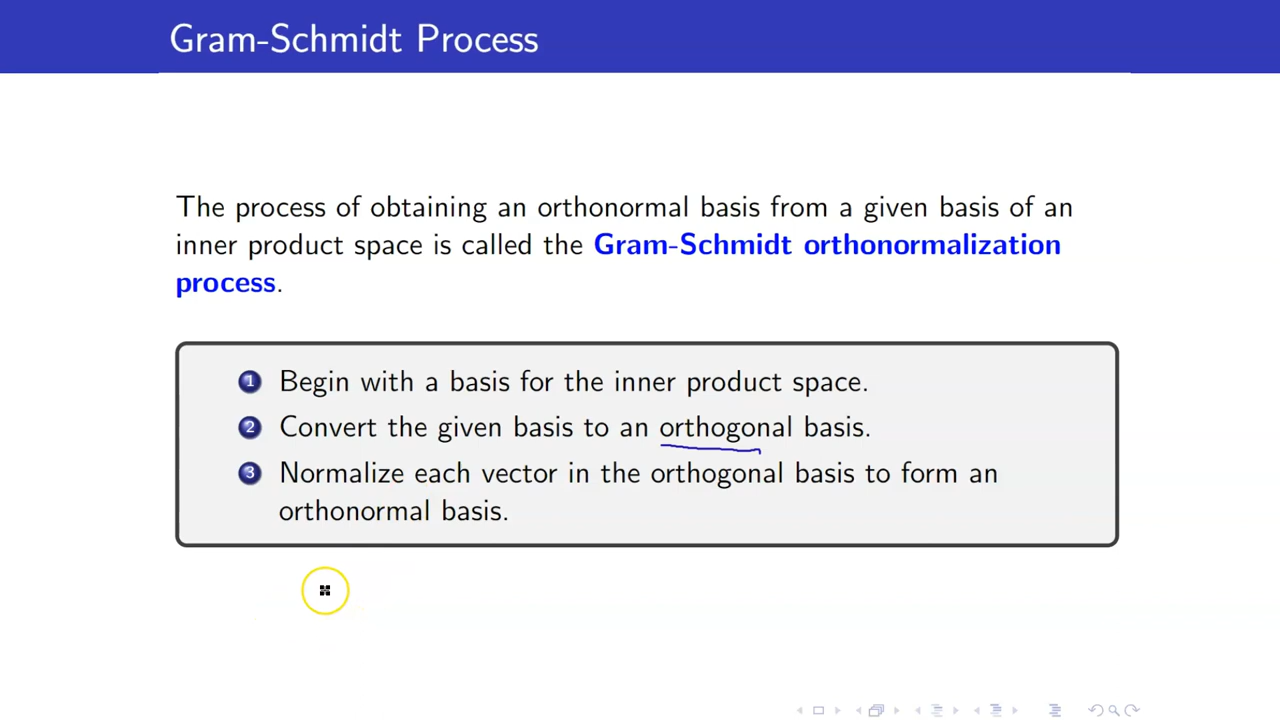 Gram-Schmidt Process
The process of obtaining an orthonormal basis from a given basis of an
inner product space is called the Gram-Schmidt orthonormalization
process.
1 Begin with a basis for the inner product space.
2 Convert the given basis to an orthogonal basis.
3 Normalize each vector in the orthogonal basis to form an
orthonormal basis.